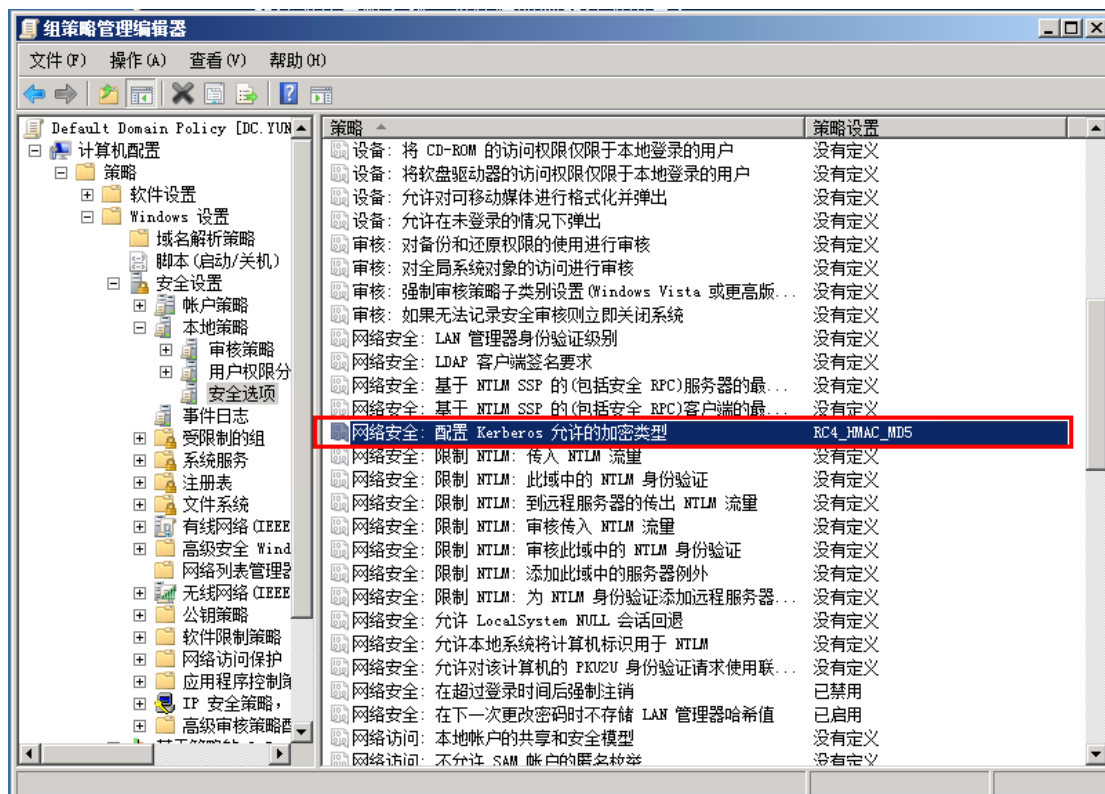 组策略管理编辑器
文件(F) 操作(A) 查看(V) 帮助(H)
Default Domain Policy [DC.YUN
计算机配置
策略
软件设置
Windows 设置
域名解析策略
脚本(启动/关机)
安全设置
帐户策略
本地策略
审核策略
用户权限分
安全选项
事件日志
受限制的组
系统服务
注册表
文件系统
有线网络(IEEE
高级安全 Wind
网络列表管理器
无线网络(IEEE
公钥策略
软件限制策略
网络访问保护
应用程序控制策
IP 安全策略,
高级审核策略配
策略 策略设置
设备: 将 CD-ROM 的访问权限仅限于本地登录的用户 没有定义
设备: 将软盘驱动器的访问权限仅限于本地登录的用户 没有定义
设备: 允许对可移动媒体进行格式化并弹出 没有定义
设备: 允许在未登录的情况下弹出 没有定义
审核: 对备份和还原权限的使用进行审核 没有定义
审核: 对全局系统对象的访问进行审核 没有定义
审核: 强制审核策略子类别设置(Windows Vista 或更高版... 没有定义
审核: 如果无法记录安全审核则立即关闭系统 没有定义
网络安全: LAN 管理器身份验证级别 没有定义
网络安全: LDAP 客户端签名要求 没有定义
网络安全: 基于 NTLM SSP 的(包括安全 RPC)服务器的最... 没有定义
网络安全: 基于 NTLM SSP 的(包括安全 RPC)客户端的最... 没有定义
网络安全: 配置 Kerberos 允许的加密类型 RC4_HMAC_MD5
网络安全: 限制 NTLM: 传入 NTLM 流量 没有定义
网络安全: 限制 NTLM: 此域中的 NTLM 身份验证 没有定义
网络安全: 限制 NTLM: 到远程服务器的传出 NTLM 流量 没有定义
网络安全: 限制 NTLM: 审核传入 NTLM 流量 没有定义
网络安全: 限制 NTLM: 审核此域中的 NTLM 身份验证 没有定义
网络安全: 限制 NTLM: 添加此域中的服务器例外 没有定义
网络安全: 限制 NTLM: 为 NTLM 身份验证添加远程服务器... 没有定义
网络安全: 允许 LocalSystem NULL 会话回退 没有定义
网络安全: 允许本地系统将计算机标识用于 NTLM 没有定义
网络安全: 允许对该计算机的 PKU2U 身份验证请求使用联... 没有定义
网络安全: 在超过登录时间后强制注销 已禁用
网络安全: 在下一次更改密码时不存储 LAN 管理器哈希值 已启用
网络访问: 本地帐户的共享和安全模型 没有定义
网络访问: 不允许 SAM 帐户的匿名枚举 没有定义